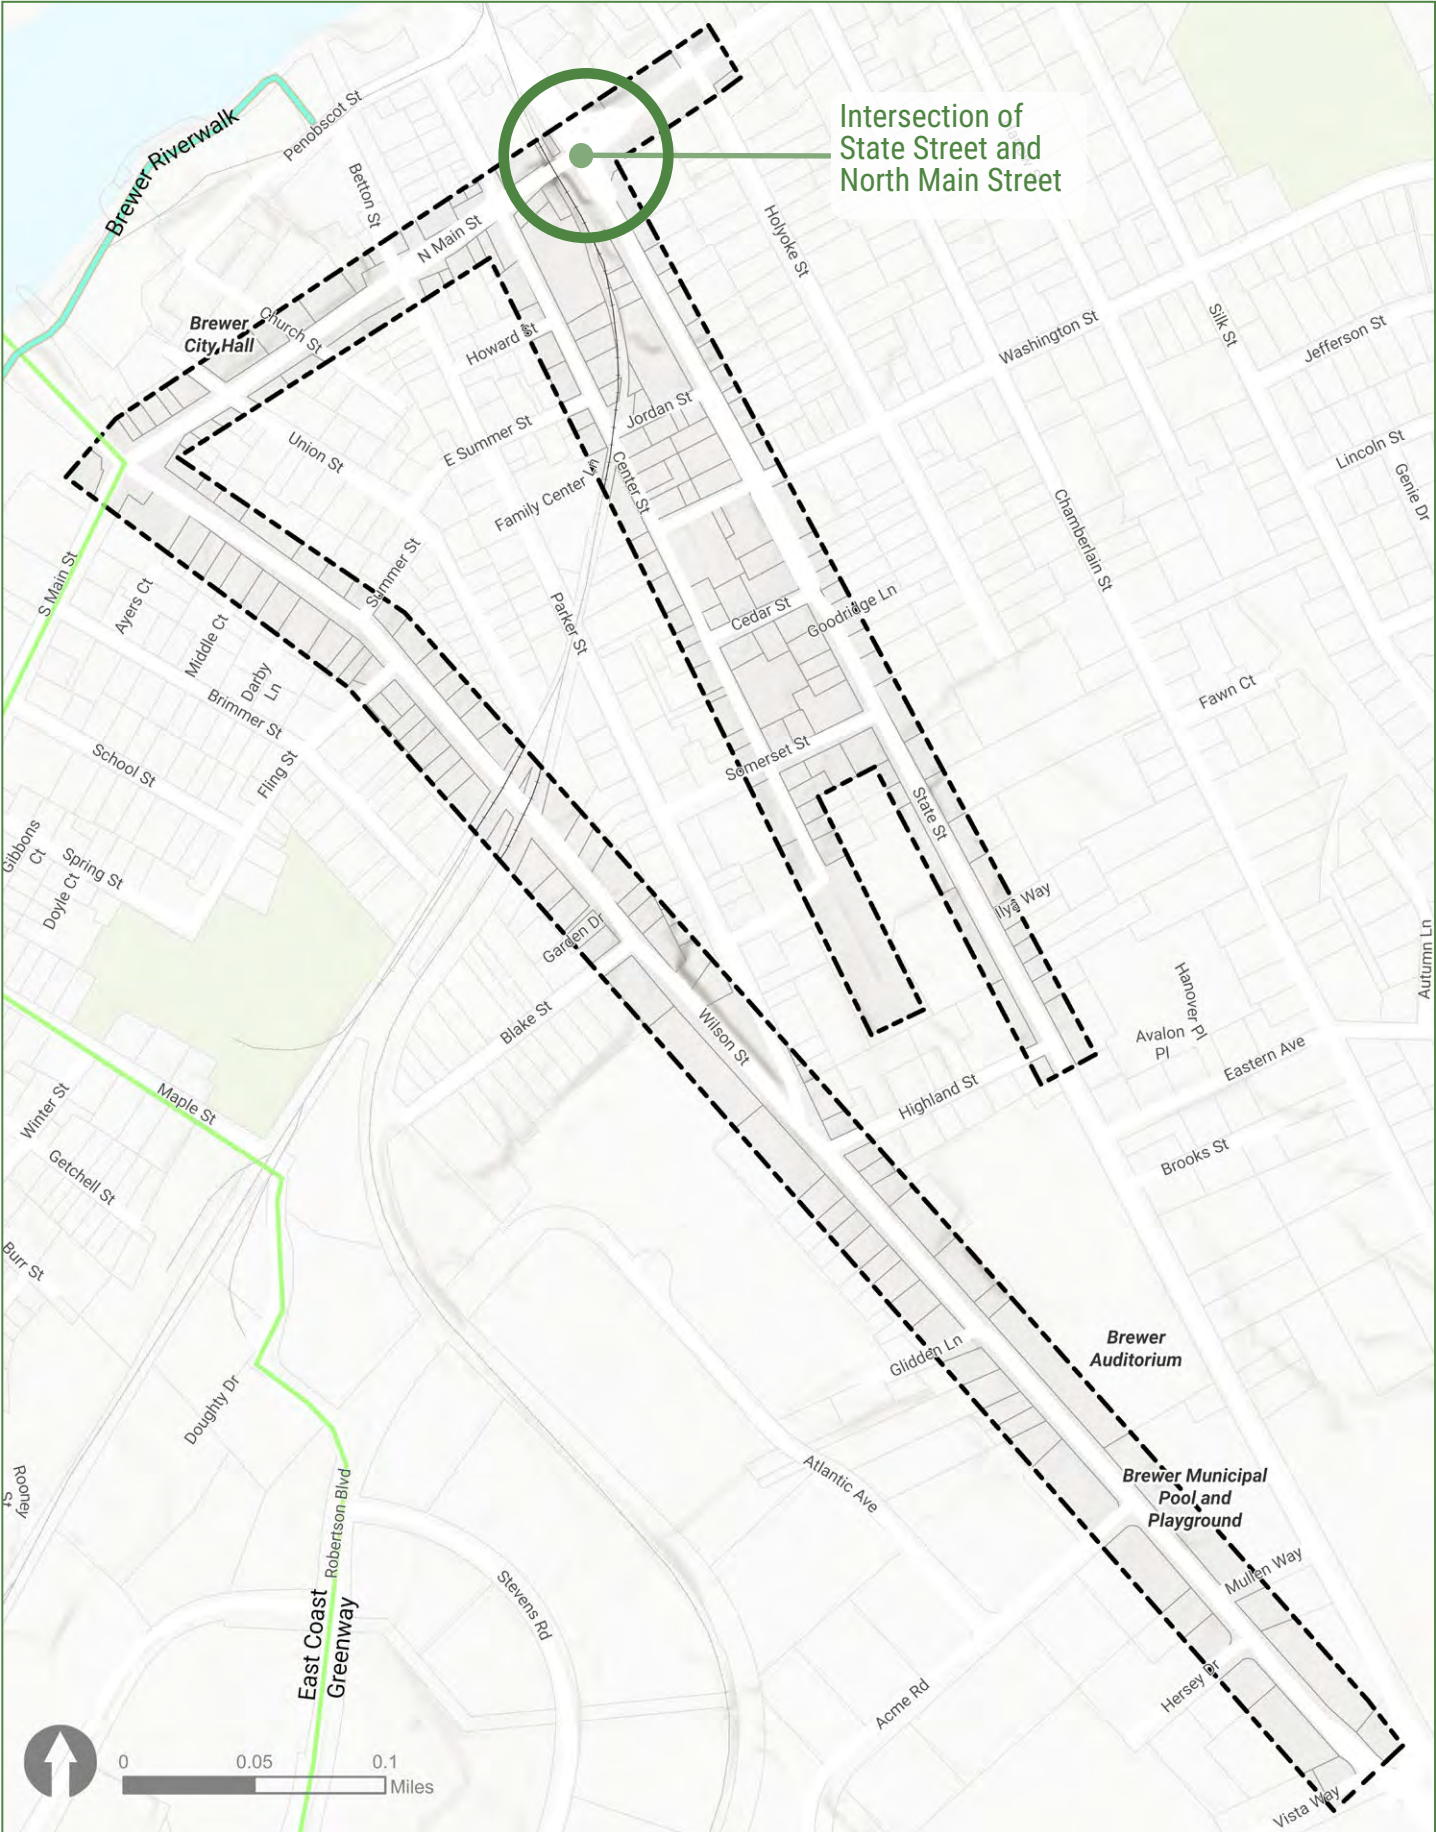 Intersection of
State Street and
North Main Street
Brewer Riverwalk
Penobscot St
Betton St
N Main St
Holyoke St
Brewer
City Hall
Church St
Howard St
Washington St
Silk St
Jefferson St
Jordan St
E Summer St
Union St
Lincoln St
Genie Dr
Center St
Family Center Ln
Chamberlain St
S Main St
Ayers Ct
Summer St
Parker St
Cedar St
Goodridge Ln
Middle Ct
Darby
Ln
Brimmer St
Fawn Ct
School St
Fling St
Somerset St
State St
Gibbons
Ct
Spring St
Doyle Ct
Garden Dr
Way
Autumn Ln
Blake St
Wilson St
Hanover Pl
Avalon
Pl
Eastern Ave
Highland St
Winter St
Maple St
Getchell St
Brooks St
Burr St
Brewer
Auditorium
Glidden Ln
Doughty Dr
Rooney
St
Atlantic Ave
Brewer Municipal
Pool and
Playground
Robertson Blvd
Stevens Rd
Mullen Way
East Coast
Greenway
Hersey Dr
Acme Rd
0 0.05 0.1
Miles
Vista Way